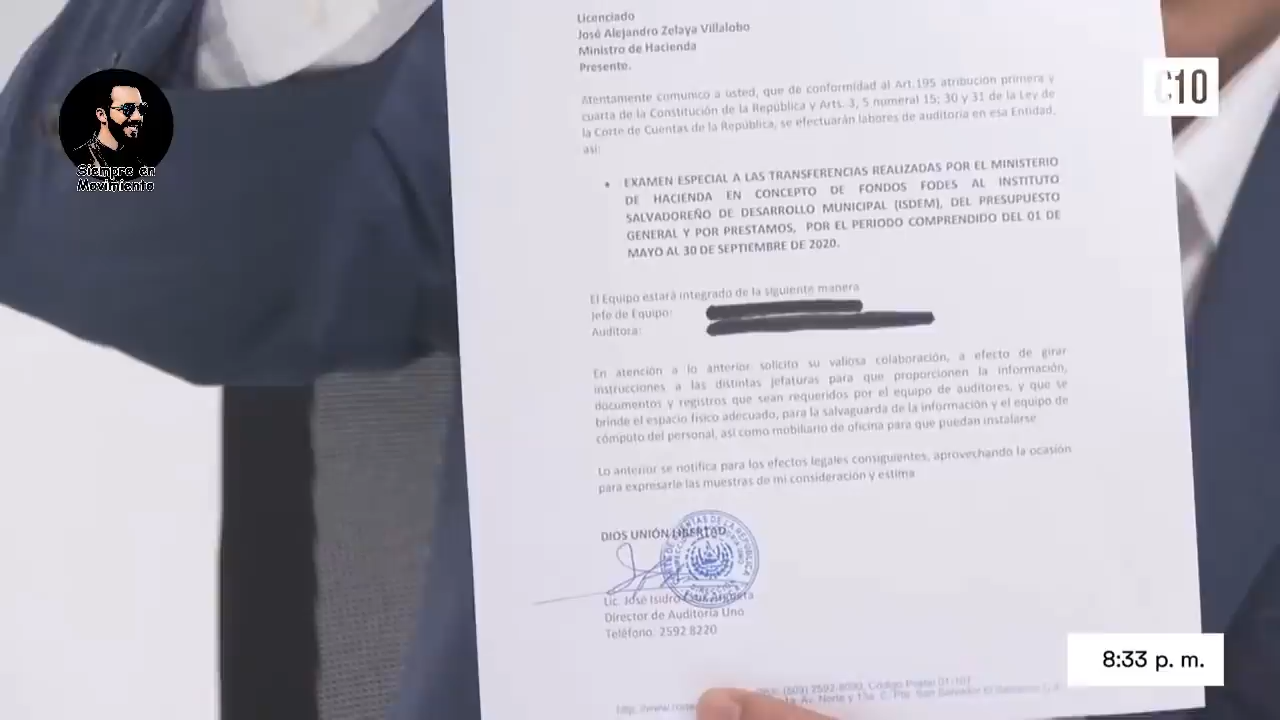 Licenciado
José Alejandro Zelaya Villalobo
Ministro de Hacienda
Presente.
Atentamente comunico a usted, que de conformidad al Art.195 atribución primera y
cuarta de la Constitución de la República y Arts. 3, 5 numeral 15; 30 y 31 de la Ley de
la Corte de Cuentas de la República, se efectuarán labores de auditoria en esa Entidad,
así:
• EXAMEN ESPECIAL A LAS TRANSFERENCIAS REALIZADAS POR EL MINISTERIO
DE HACIENDA EN CONCEPTO DE FONDOS FODES AL INSTITUTO
SALVADOREÑO DE DESARROLLO MUNICIPAL (ISDEM), DEL PRESUPUESTO
GENERAL Y POR PRESTAMOS, POR EL PERIODO COMPRENDIDO DEL 01 DE
MAYO AL 30 DE SEPTIEMBRE DE 2020.
El Equipo estará integrado de la siguiente manera
Jefe de Equipo:
Auditora:
En atención a lo anterior solicito su valiosa colaboración, a efecto de girar
instrucciones a las distintas jefaturas para que proporcionen la información,
documentos y registros que sean requeridos por el equipo de auditores, y que se
brinde el espacio físico adecuado, para la salvaguarda de la información y el equipo de
cómputo del personal, así como mobiliario de oficina para que puedan instalarse
Lo anterior se notifica para los efectos legales consiguientes, aprovechando la ocasión
para expresarle las muestras de mi consideración y estima
DIOS UNIÓN LIBERTAD
Lic. José Isidro
Director de Auditoría Uno
Teléfono: 2592 8220
Siempre en
Movimiento
C10
8:33 p. m.